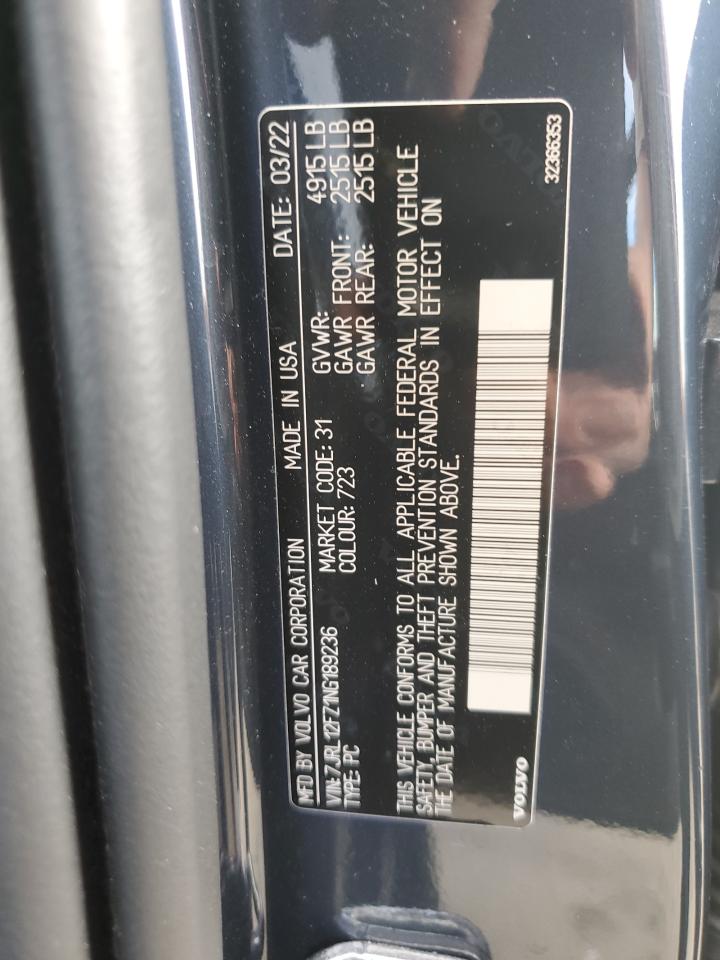 MFD BY VOLVO CAR CORPORATION MADE IN USA DATE: 03/22
VIN: 7JRL12FZ1NG189236 MARKET CODE: 31 GVWR: 4915 LB
TYPE: PC COLOUR: 723 GAWR FRONT: 2515 LB
GAWR REAR: 2515 LB
THIS VEHICLE CONFORMS TO ALL APPLICABLE FEDERAL MOTOR VEHICLE
SAFETY, BUMPER AND THEFT PREVENTION STANDARDS IN EFFECT ON
THE DATE OF MANUFACTURE SHOWN ABOVE.
VOLVO 32366353